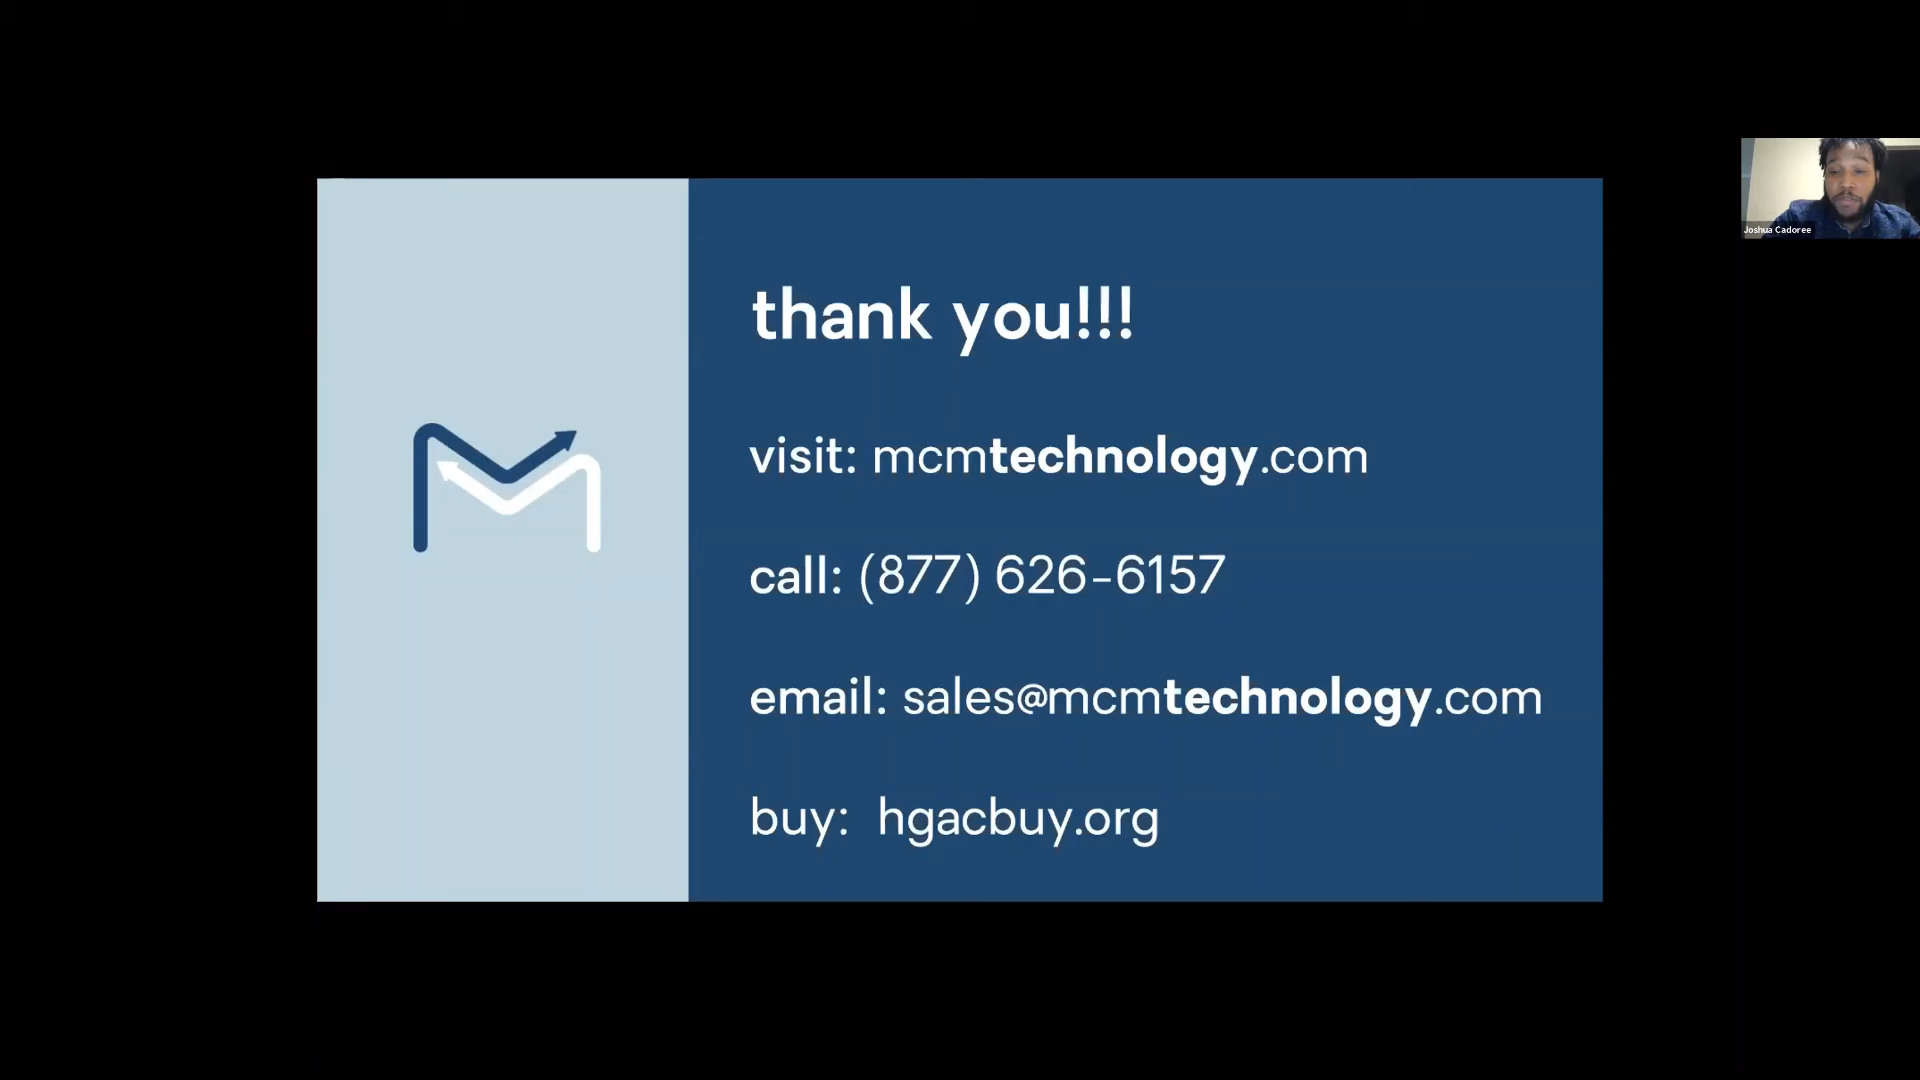 thank you!!!
visit: mcmtechnology.com
call: (877) 626-6157
email: sales@mcmtechnology.com
buy: hgacbuy.org
Joshua Cadoree